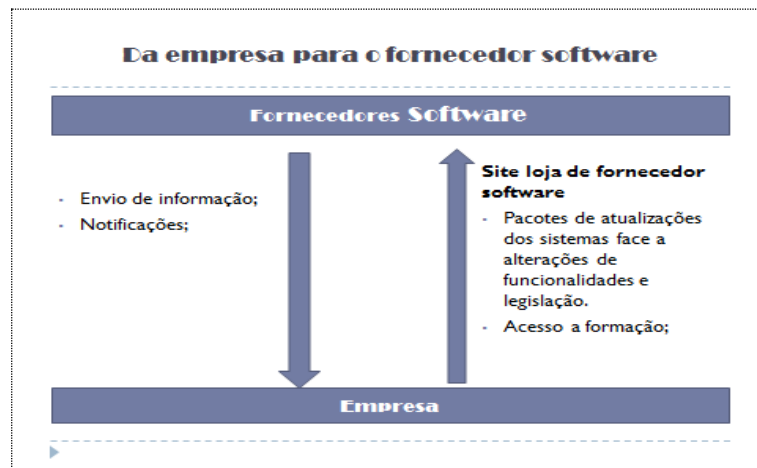 Da empresa para o fornecedor software
Fornecedores Software
• Envio de informação;
• Notificações;
Site loja de fornecedor
software
• Pacotes de atualizações
dos sistemas face a
alterações de
funcionalidades e
legislação.
• Acesso a formação;
Empresa